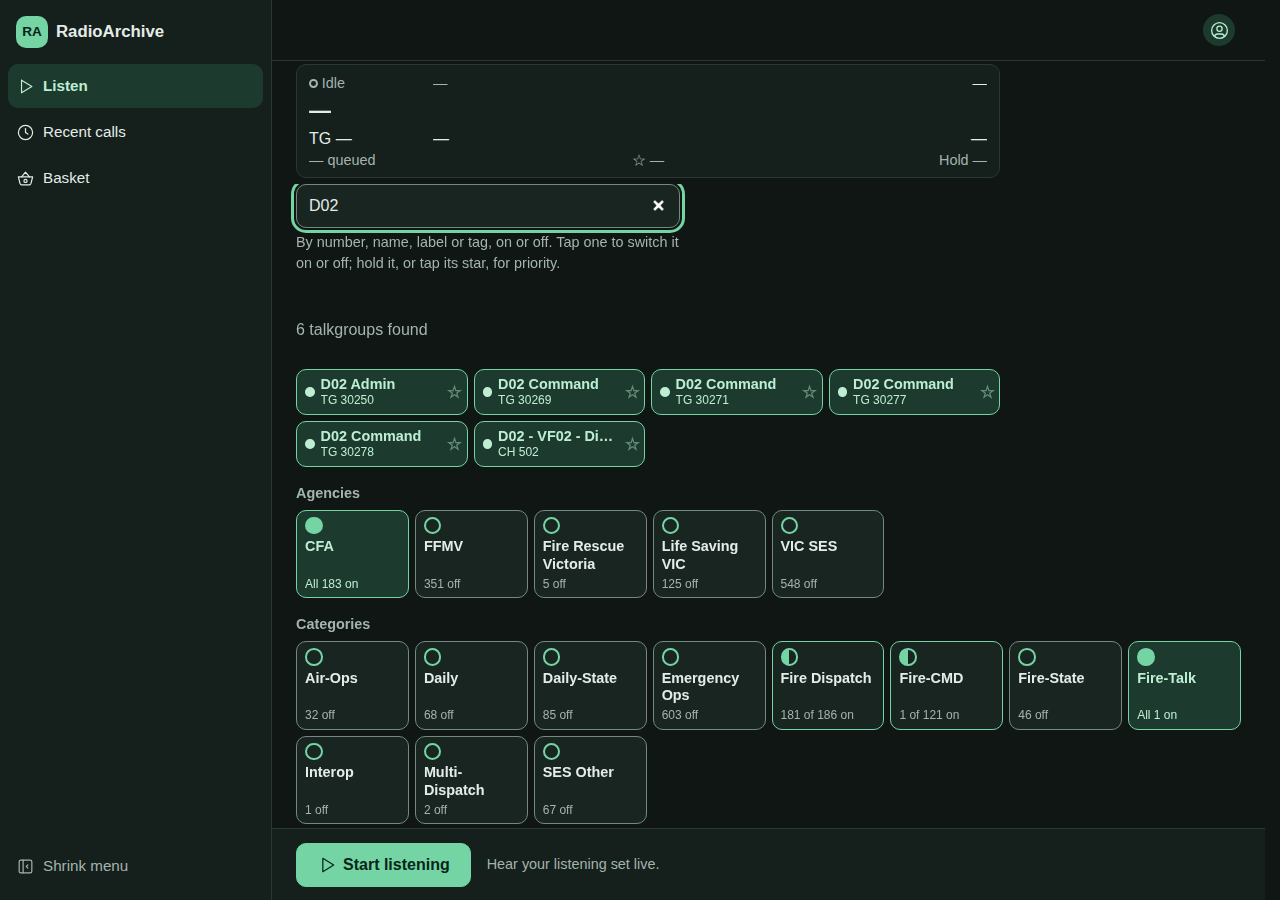 RA RadioArchive
Listen
Recent calls
Basket
Shrink menu
Idle — —
—
TG — — —
— queued ☆ — Hold —
D02
By number, name, label or tag, on or off. Tap one to switch it
on or off; hold it, or tap its star, for priority.
6 talkgroups found
D02 Admin
TG 30250
D02 Command
TG 30269
D02 Command
TG 30271
D02 Command
TG 30277
D02 Command
TG 30278
D02 - VF02 - Di…
CH 502
Agencies
CFA
All 183 on
FFMV
351 off
Fire Rescue
Victoria
5 off
Life Saving
VIC
125 off
VIC SES
548 off
Categories
Air-Ops
32 off
Daily
68 off
Daily-State
85 off
Emergency
Ops
603 off
Fire Dispatch
181 of 186 on
Fire-CMD
1 of 121 on
Fire-State
46 off
Fire-Talk
All 1 on
Interop
1 off
Multi-
Dispatch
2 off
SES Other
67 off
Start listening
Hear your listening set live.